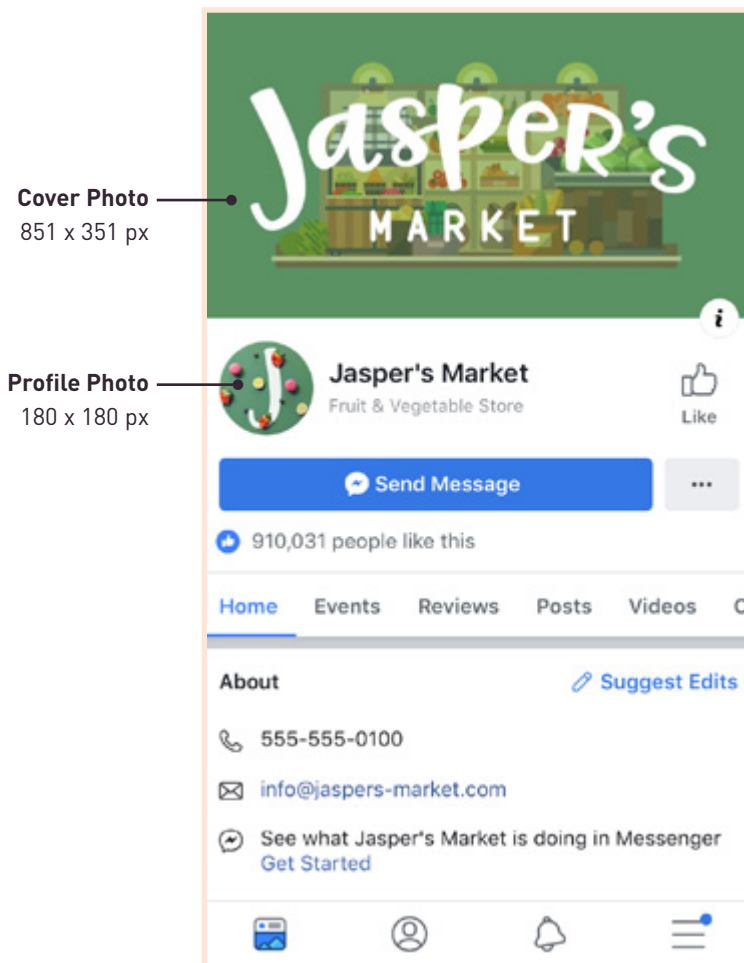 Jasper's
MARKET
Cover Photo
851 x 351 px
i
Profile Photo
180 x 180 px
J
Jasper's Market
Fruit & Vegetable Store
Like
Send Message
...
910,031 people like this
Home Events Reviews Posts Videos
About
Suggest Edits
555-555-0100
info@jaspers-market.com
See what Jasper's Market is doing in Messenger
Get Started